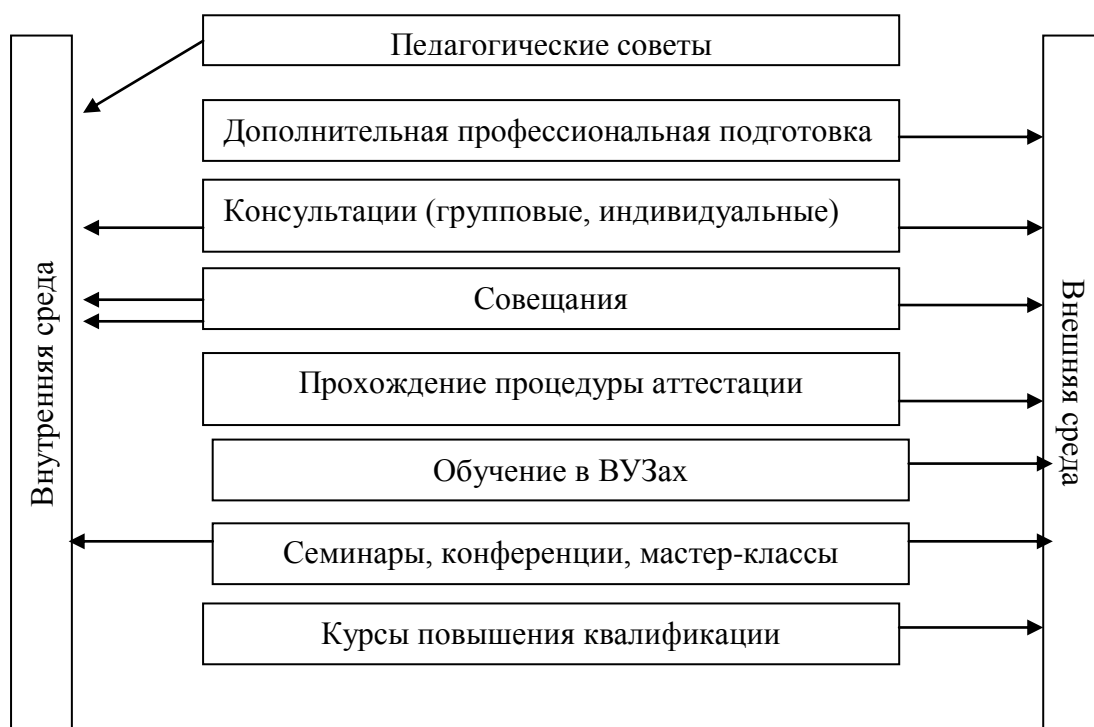 Педагогические советы
Дополнительная профессиональная подготовка
Консультации (групповые, индивидуальные)
Совещания
Прохождение процедуры аттестации
Обучение в ВУЗах
Семинары, конференции, мастер-классы
Курсы повышения квалификации
Внутренняя среда
Внешняя среда